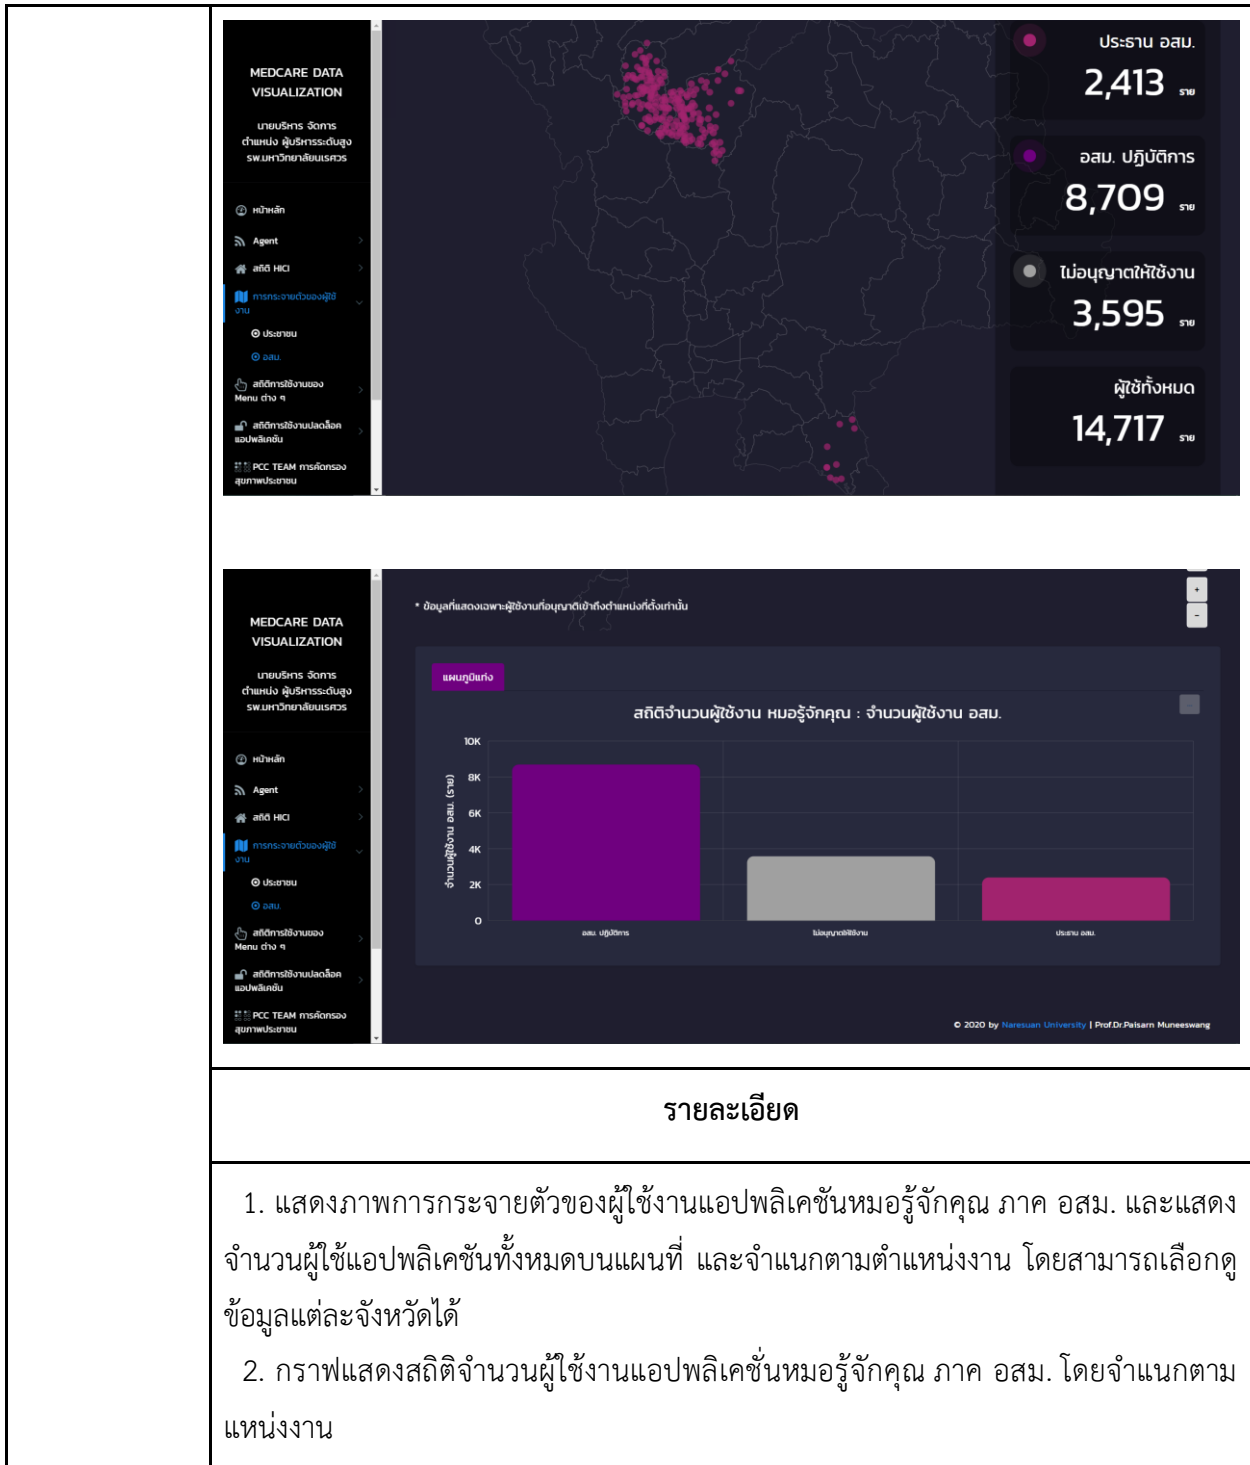 MEDCARE DATA
VISUALIZATION
นายบริหาร จัดการ
ตำแหน่ง ผู้บริหารระดับสูง
รพ.มหาวิทยาลัยนเรศวร
หน้าหลัก
Agent
สถิติ HICI
การกระจายตัวของผู้ใช้
งาน
ประชาชน
อสม.
สถิติการใช้งานของ
Menu ต่าง ๆ
สถิติการใช้งานปลดล็อค
แอปพลิเคชัน
PCC TEAM การคัดกรอง
สุขภาพประชาชน
ประธาน อสม.
2,413 ราย
อสม. ปฏิบัติการ
8,709 ราย
ไม่อนุญาตให้ใช้งาน
3,595 ราย
ผู้ใช้ทั้งหมด
14,717 ราย
MEDCARE DATA
VISUALIZATION
นายบริหาร จัดการ
ตำแหน่ง ผู้บริหารระดับสูง
รพ.มหาวิทยาลัยนเรศวร
หน้าหลัก
Agent
สถิติ HICI
การกระจายตัวของผู้ใช้
งาน
ประชาชน
อสม.
สถิติการใช้งานของ
Menu ต่าง ๆ
สถิติการใช้งานปลดล็อค
แอปพลิเคชัน
PCC TEAM การคัดกรอง
สุขภาพประชาชน
* ข้อมูลที่แสดงเฉพาะผู้ใช้งานที่อนุญาติเข้าถึงตำแหน่งที่ตั้งเท่านั้น
+
-
แผนภูมิแท่ง
สถิติจำนวนผู้ใช้งาน หมอรู้จักคุณ : จำนวนผู้ใช้งาน อสม.
จำนวนผู้ใช้งาน อสม. (ราย)
10K
8K
6K
4K
2K
0
อสม. ปฏิบัติการ
ไม่อนุญาตให้ใช้งาน
ประธาน อสม.
© 2020 by Naresuan University | Prof.Dr.Paisarn Muneeswang
รายละเอียด
1. แสดงภาพการกระจายตัวของผู้ใช้งานแอปพลิเคชันหมอรู้จักคุณ ภาค อสม. และแสดง
จำนวนผู้ใช้แอปพลิเคชันทั้งหมดบนแผนที่ และจำแนกตามตำแหน่งงาน โดยสามารถเลือกดู
ข้อมูลแต่ละจังหวัดได้
2. กราฟแสดงสถิติจำนวนผู้ใช้งานแอปพลิเคชั่นหมอรู้จักคุณ ภาค อสม. โดยจำแนกตาม
แหน่งงาน